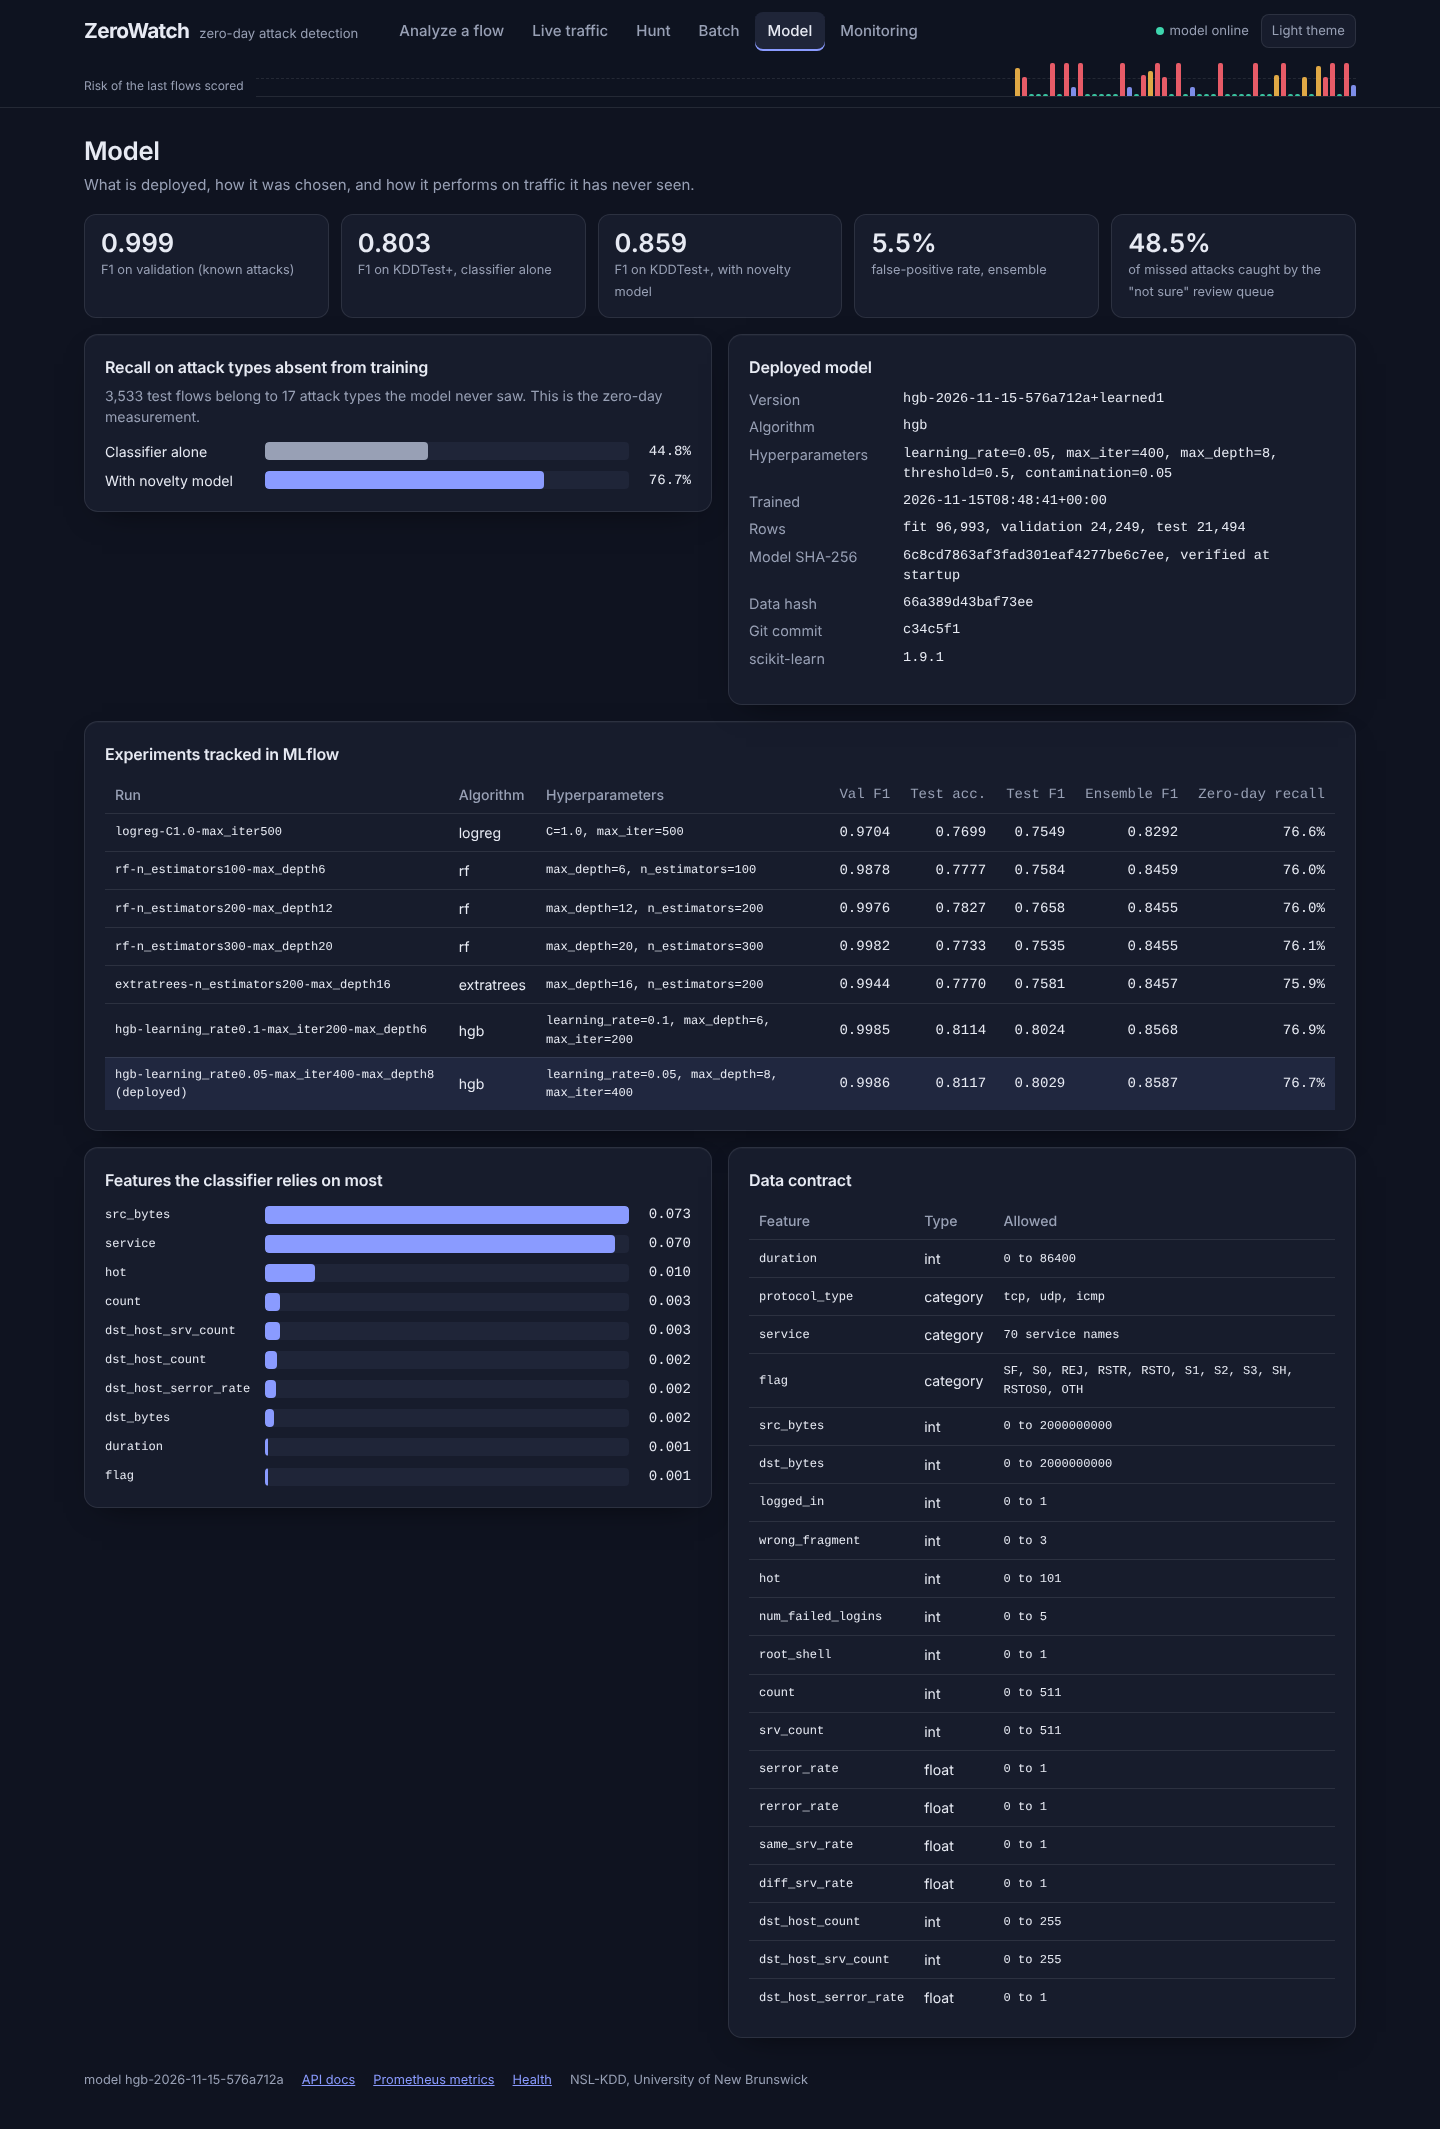 ZeroWatch zero-day attack detection Analyze a flow Live traffic Hunt Batch Model Monitoring model online Light theme
Risk of the last flows scored
Model
What is deployed, how it was chosen, and how it performs on traffic it has never seen.
0.999
F1 on validation (known attacks)
0.803
F1 on KDDTest+, classifier alone
0.859
F1 on KDDTest+, with novelty
model
5.5%
false-positive rate, ensemble
48.5%
of missed attacks caught by the
"not sure" review queue
Recall on attack types absent from training
3,533 test flows belong to 17 attack types the model never saw. This is the zero-day
measurement.
Classifier alone 44.8%
With novelty model 76.7%
Deployed model
Version hgb-2026-11-15-576a712a+learned1
Algorithm hgb
Hyperparameters learning_rate=0.05, max_iter=400, max_depth=8,
threshold=0.5, contamination=0.05
Trained 2026-11-15T08:48:41+00:00
Rows fit 96,993, validation 24,249, test 21,494
Model SHA-256 6c8cd7863af3fad301eaf4277be6c7ee, verified at
startup
Data hash 66a389d43baf73ee
Git commit c34c5f1
scikit-learn 1.9.1
Experiments tracked in MLflow
Run Algorithm Hyperparameters Val F1 Test acc. Test F1 Ensemble F1 Zero-day recall
logreg-C1.0-max_iter500 logreg C=1.0, max_iter=500 0.9704 0.7699 0.7549 0.8292 76.6%
rf-n_estimators100-max_depth6 rf max_depth=6, n_estimators=100 0.9878 0.7777 0.7584 0.8459 76.0%
rf-n_estimators200-max_depth12 rf max_depth=12, n_estimators=200 0.9976 0.7827 0.7658 0.8455 76.0%
rf-n_estimators300-max_depth20 rf max_depth=20, n_estimators=300 0.9982 0.7733 0.7535 0.8455 76.1%
extratrees-n_estimators200-max_depth16 extratrees max_depth=16, n_estimators=200 0.9944 0.7770 0.7581 0.8457 75.9%
hgb-learning_rate0.1-max_iter200-max_depth6 hgb learning_rate=0.1, max_depth=6, 0.9985 0.8114 0.8024 0.8568 76.9%
max_iter=200
hgb-learning_rate0.05-max_iter400-max_depth8 hgb learning_rate=0.05, max_depth=8, 0.9986 0.8117 0.8029 0.8587 76.7%
(deployed) max_iter=400
Features the classifier relies on most
src_bytes 0.073
service 0.070
hot 0.010
count 0.003
dst_host_srv_count 0.003
dst_host_count 0.002
dst_host_serror_rate 0.002
dst_bytes 0.002
duration 0.001
flag 0.001
Data contract
Feature Type Allowed
duration int 0 to 86400
protocol_type category tcp, udp, icmp
service category 70 service names
flag category SF, S0, REJ, RSTR, RSTO, S1, S2, S3, SH,
RSTOS0, OTH
src_bytes int 0 to 2000000000
dst_bytes int 0 to 2000000000
logged_in int 0 to 1
wrong_fragment int 0 to 3
hot int 0 to 101
num_failed_logins int 0 to 5
root_shell int 0 to 1
count int 0 to 511
srv_count int 0 to 511
serror_rate float 0 to 1
rerror_rate float 0 to 1
same_srv_rate float 0 to 1
diff_srv_rate float 0 to 1
dst_host_count int 0 to 255
dst_host_srv_count int 0 to 255
dst_host_serror_rate float 0 to 1
model hgb-2026-11-15-576a712a API docs Prometheus metrics Health NSL-KDD, University of New Brunswick